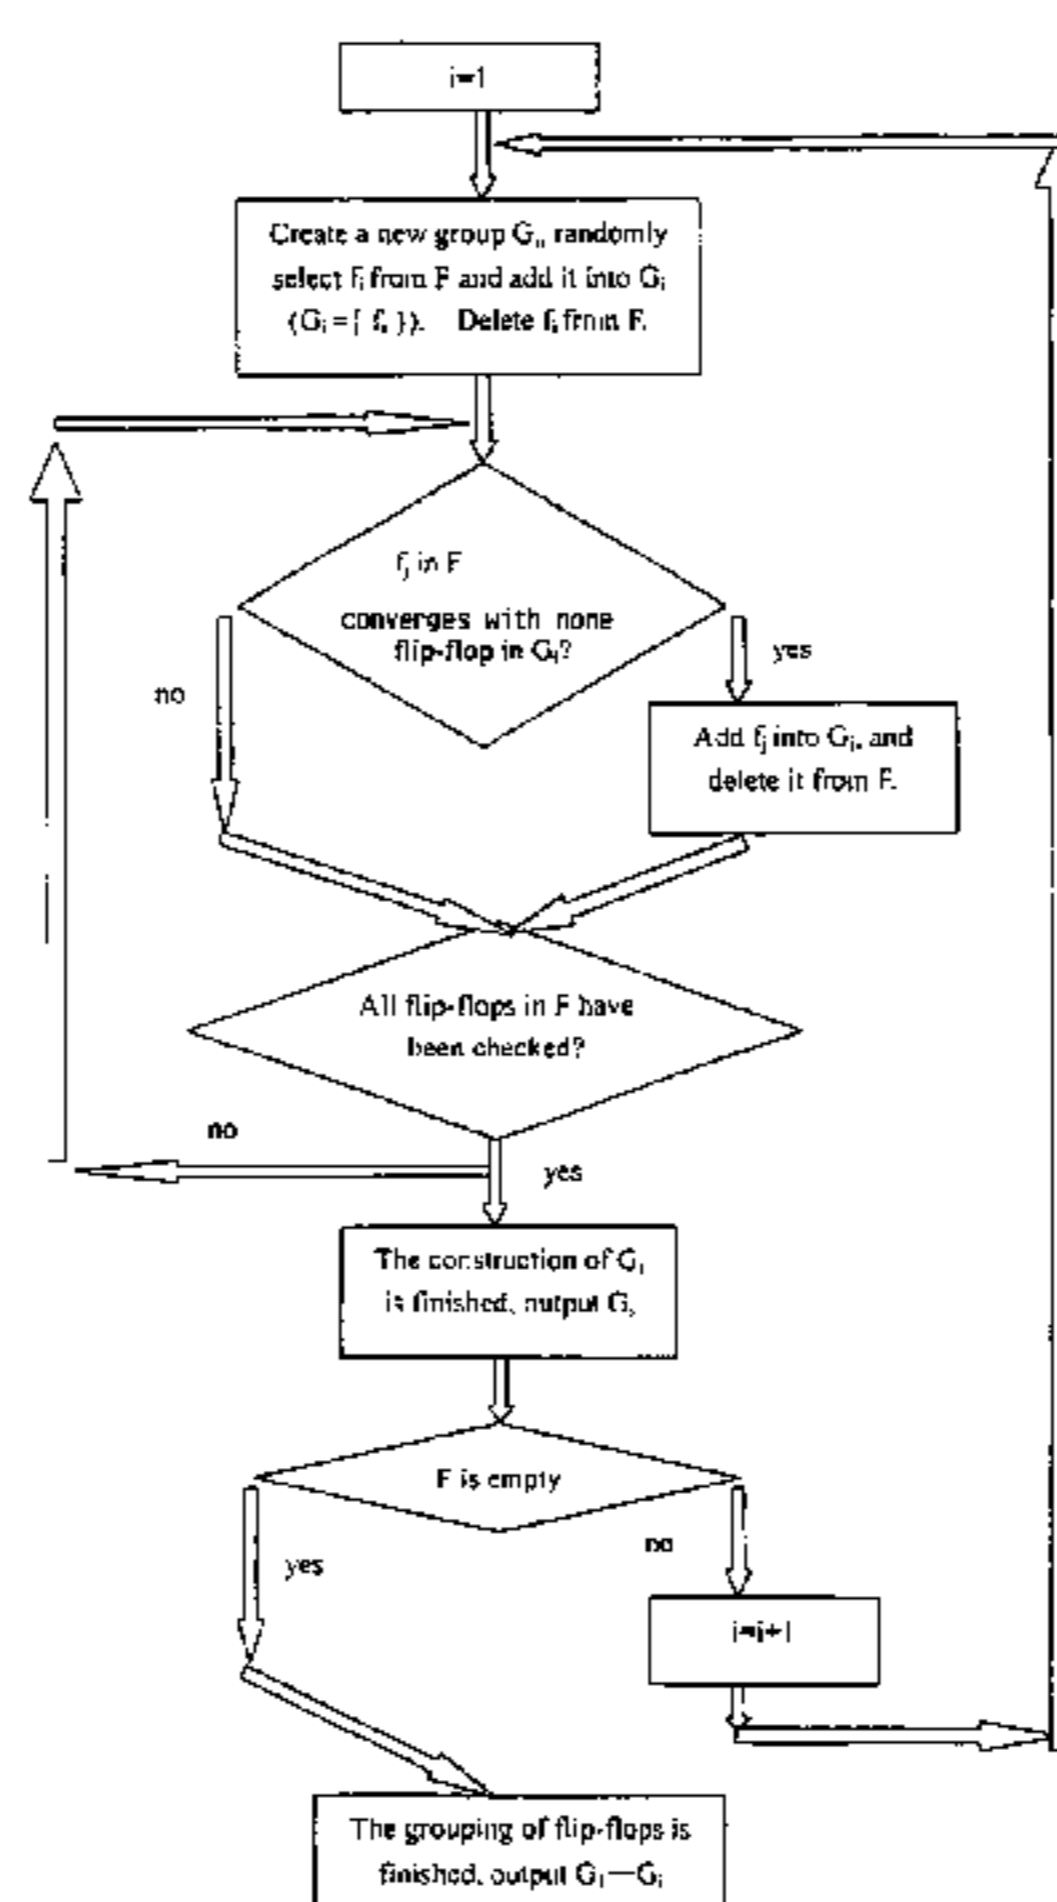 i=1
Create a new group Gi, randomly
select fi from F and add it into Gi
(Gi={ fi }). Delete fi from F.
fj in F
converges with none
flip-flop in Gi?
no
yes
Add fj into Gi, and
delete it from F.
All flip-flops in F have
been checked?
no
yes
The construction of Gi
is finished, output Gi
F is empty
yes
no
i=i+1
The grouping of flip-flops is
finished, output G1—Gi